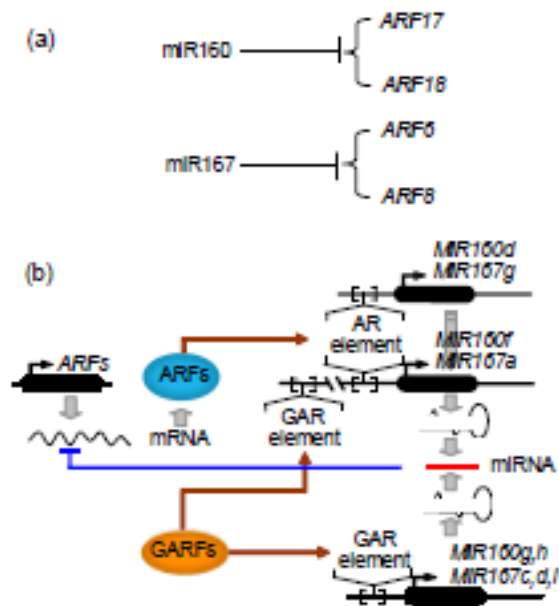 (a)
miR160
ARF17
ARF18
miR167
ARF6
ARF8
(b)
MIR160d
MIR167g
AR
element
MIR160f
MIR167a
ARFs
ARFs
mRNA
GAR
element
miRNA
GARFs
GAR
element
MIR160g,h
MIR167c,d,i